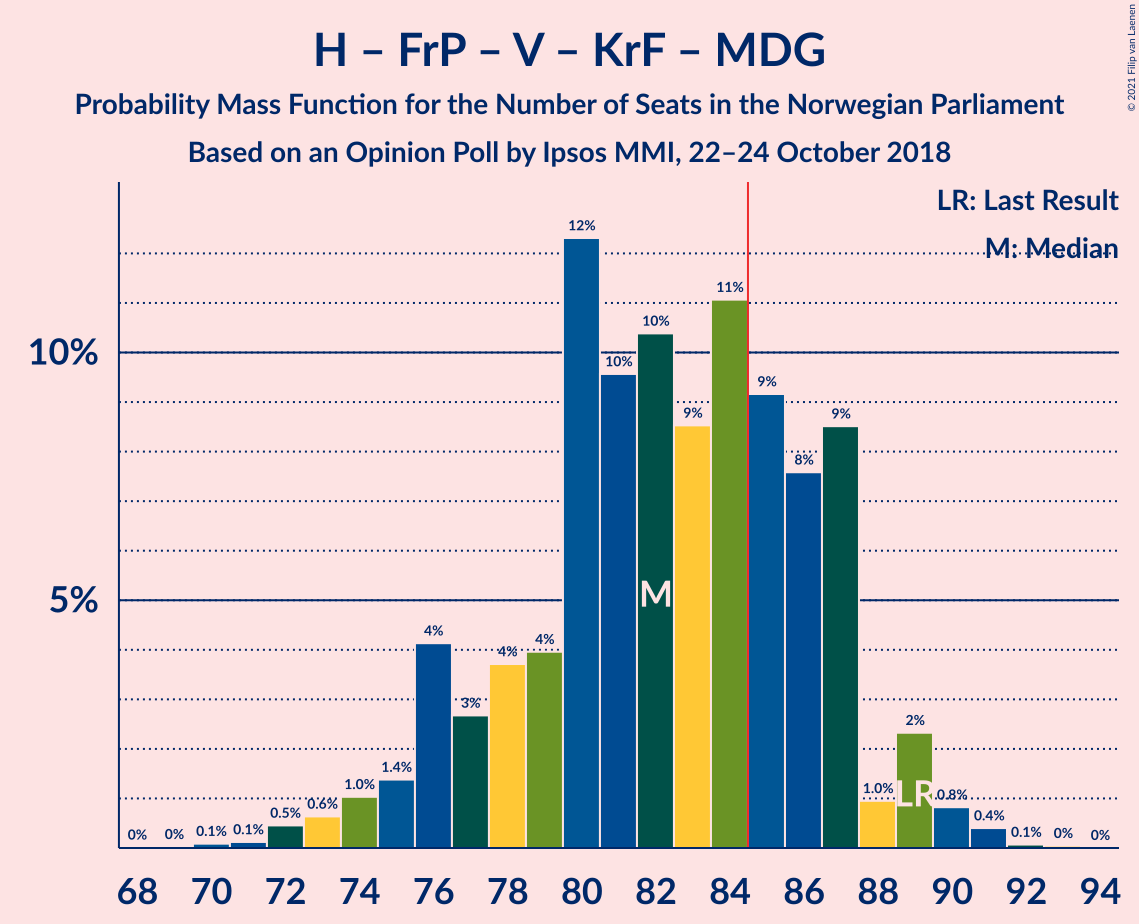 H – FrP – V – KrF – MDG
Probability Mass Function for the Number of Seats in the Norwegian Parliament
Based on an Opinion Poll by Ipsos MMI, 22–24 October 2018
© 2021 Filip van Laenen
LR: Last Result
M: Median
10%
5%
0% 0% 0.1% 0.1% 0.5% 0.6% 1.0% 1.4% 4% 3% 4% 4% 12% 10% 10% 9% 11% 9% 8% 9% 1.0% 2% 0.8% 0.4% 0.1% 0% 0%
M
LR
68 70 72 74 76 78 80 82 84 86 88 90 92 94